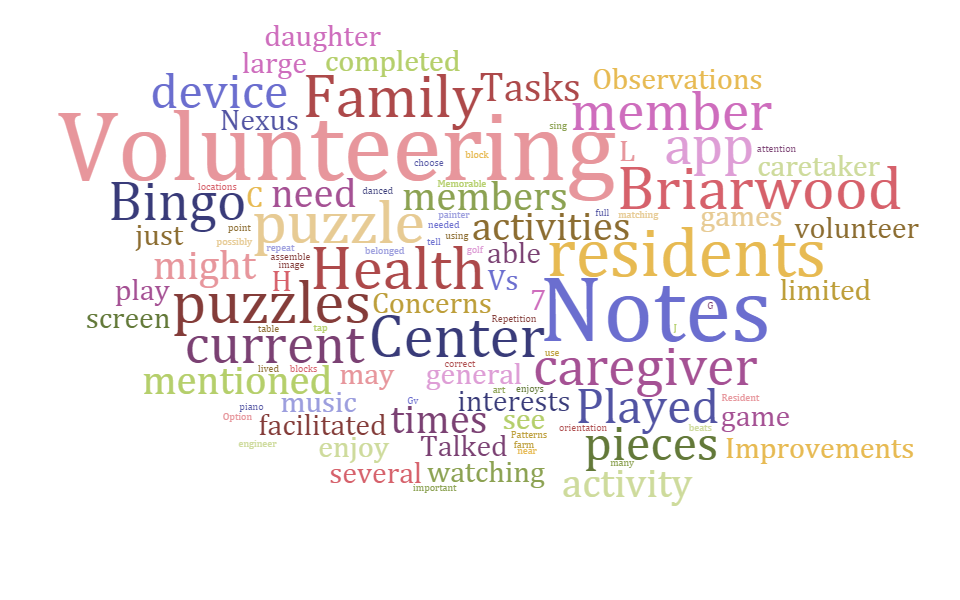 daughter
large completed
device Family Tasks Observations
Nexus sing member
Volunteering L app attention
choose block caretaker
locations Bingo C need danced members Memorable Briarwood
puzzle painter activities full matching games
just point needed volunteer
possibly repeat belonged tell using golf able residents
might assemble image Health
H Vs limited
play puzzles Concerns 7 Notes G
screen table tap Center Repetition J
current lived blocks correct use
mentioned may general caregiver
music piano interests art enjoys Played Resident
Option facilitated times Gv see game
engineer enjoy Talked Patterns orientation beats
farm near pieces Improvements
several watching many
important activity